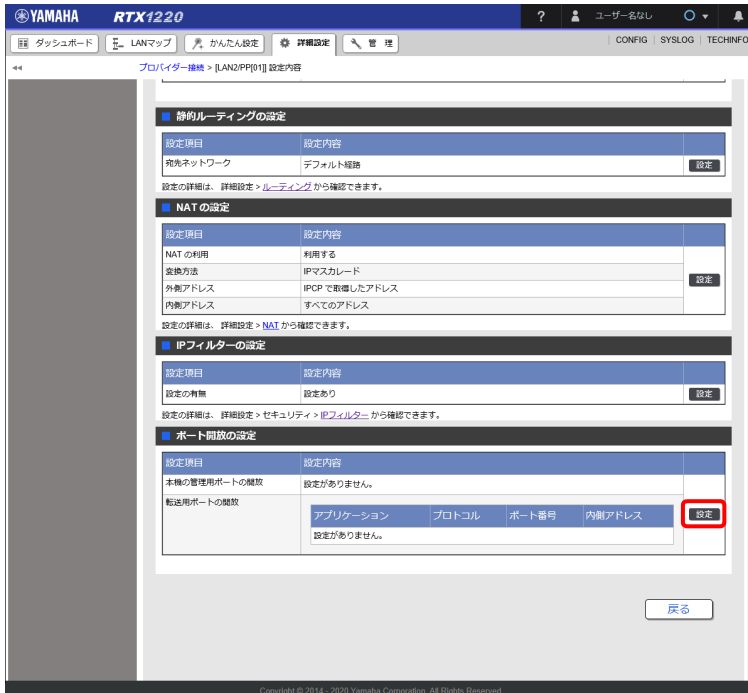 YAMAHA RTX1220 ? ユーザー名なし
ダッシュボード LANマップ かんたん設定 詳細設定 管 理 CONFIG SYSLOG TECHINFO
プロバイダー接続 > [LAN2/PP[01]] 設定内容
静的ルーティングの設定
設定項目 設定内容
宛先ネットワーク デフォルト経路 設定
設定の詳細は、 詳細設定 > ルーティング から確認できます。
NAT の設定
設定項目 設定内容
NAT の利用 利用する
変換方法 IPマスカレード
外側アドレス IPCP で取得したアドレス 設定
内側アドレス すべてのアドレス
設定の詳細は、 詳細設定 > NAT から確認できます。
IPフィルターの設定
設定項目 設定内容
設定の有無 設定あり 設定
設定の詳細は、 詳細設定 > セキュリティ > IPフィルター から確認できます。
ポート開放の設定
設定項目 設定内容
本機の管理用ポートの開放 設定がありません。
転送用ポートの開放 設定
アプリケーション プロトコル ポート番号 内側アドレス
設定がありません。
戻る
Copyright © 2014 - 2020 Yamaha Corporation. All Rights Reserved.